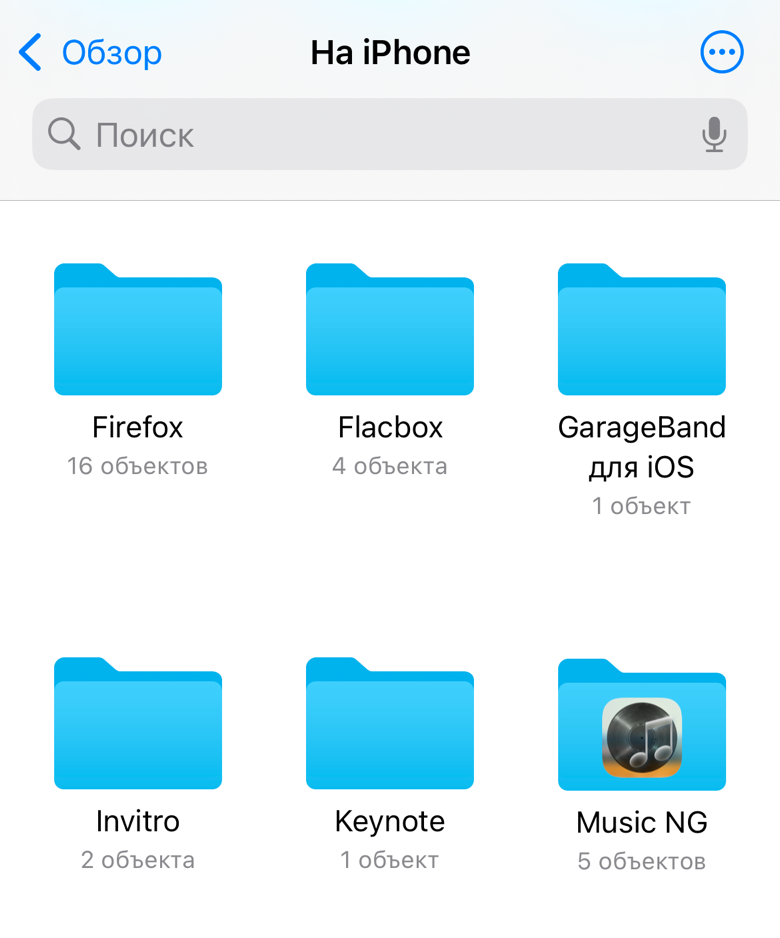 Обзор
На iPhone
Поиск
Firefox
16 объектов
Flacbox
4 объекта
GarageBand
для iOS
1 объект
Invitro
2 объекта
Keynote
1 объект
Music NG
5 объектов